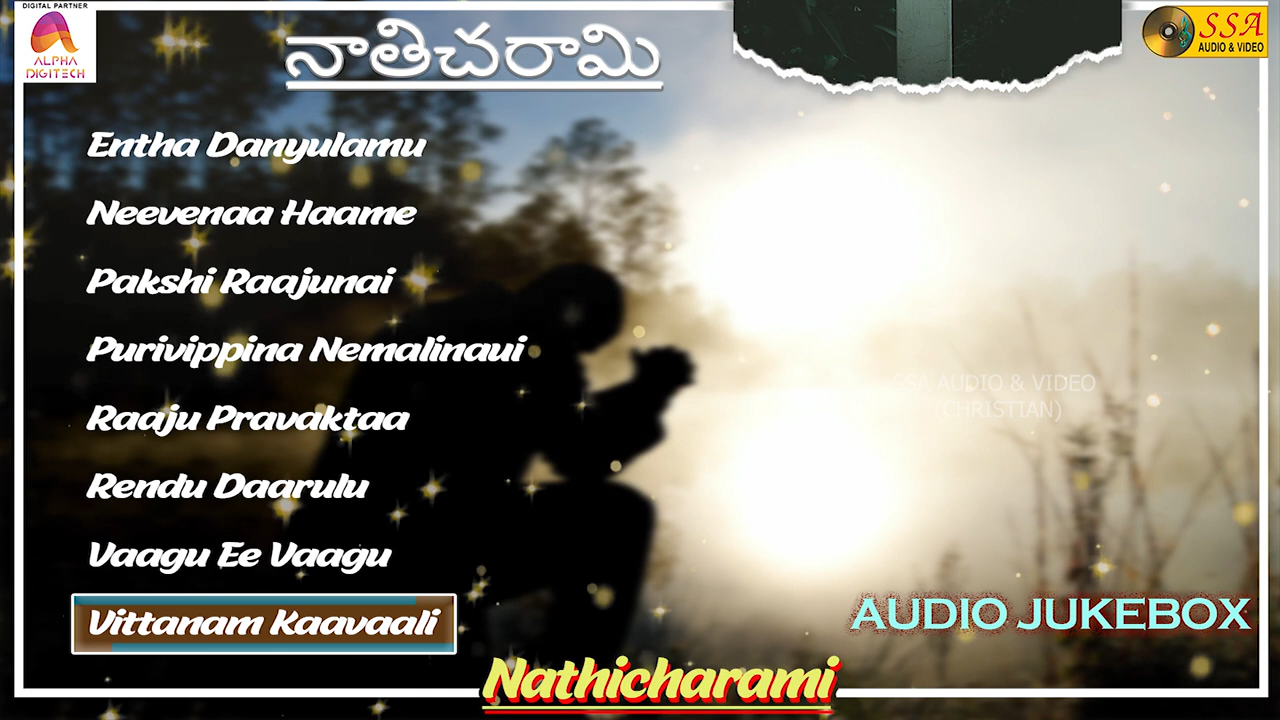 DIGITAL PARTNER
ALPHA
DIGITECH
నాతిచరామి
SSA
AUDIO & VIDEO
Entha Danyulamu
Neevenaa Haame
Pakshi Raajunai
Purivippina Nemalinaui
Raaju Pravaktaa
Rendu Daarulu
Vaagu Ee Vaagu
Vittanam Kaavaali
SSA AUDIO & VIDEO
(CHRISTIAN)
AUDIO JUKEBOX
Nathicharami